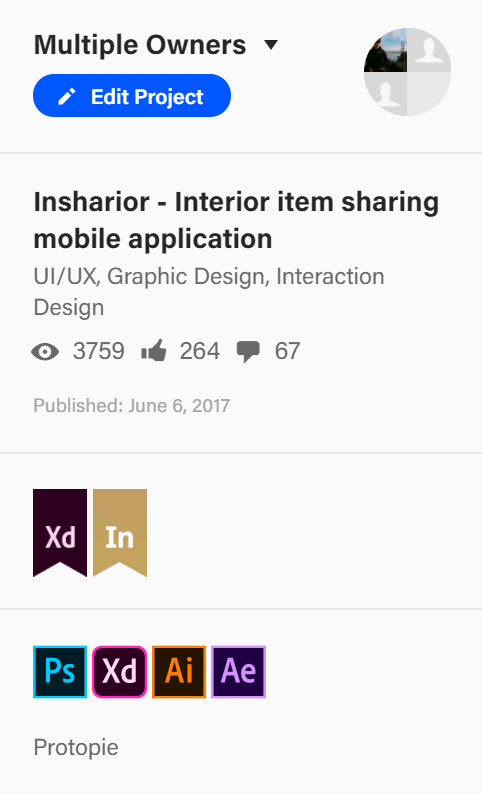 Multiple Owners
Edit Project
Insharior - Interior item sharing
mobile application
UI/UX, Graphic Design, Interaction
Design
3759 264 67
Published: June 6, 2017
Xd In
Ps Xd Ai Ae
Protopie